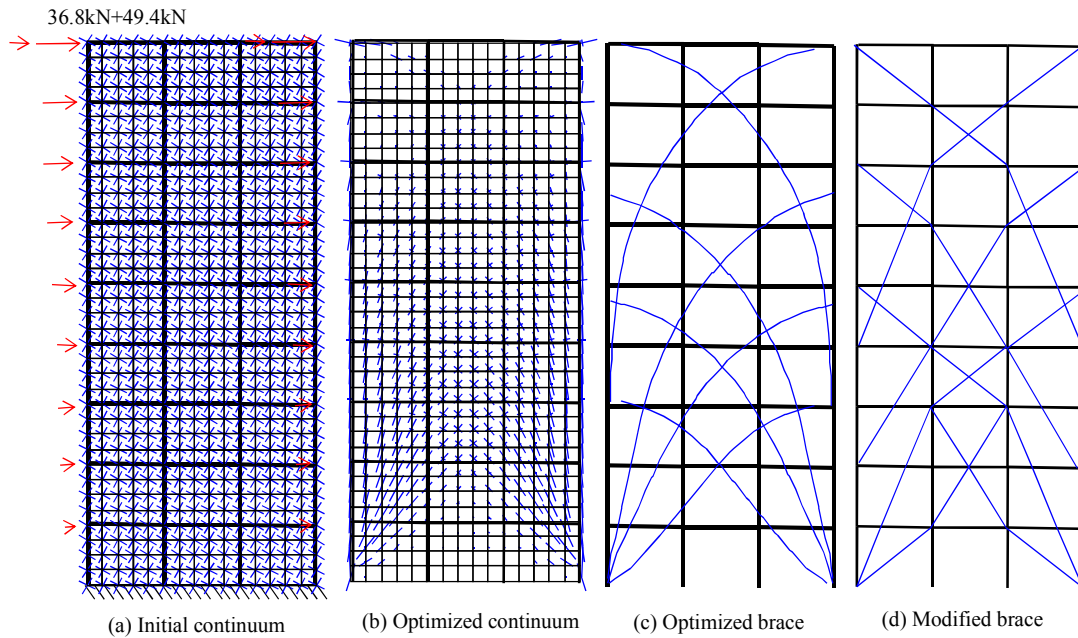 36.8kN+49.4kN
(a) Initial continuum
(b) Optimized continuum
(c) Optimized brace
(d) Modified brace